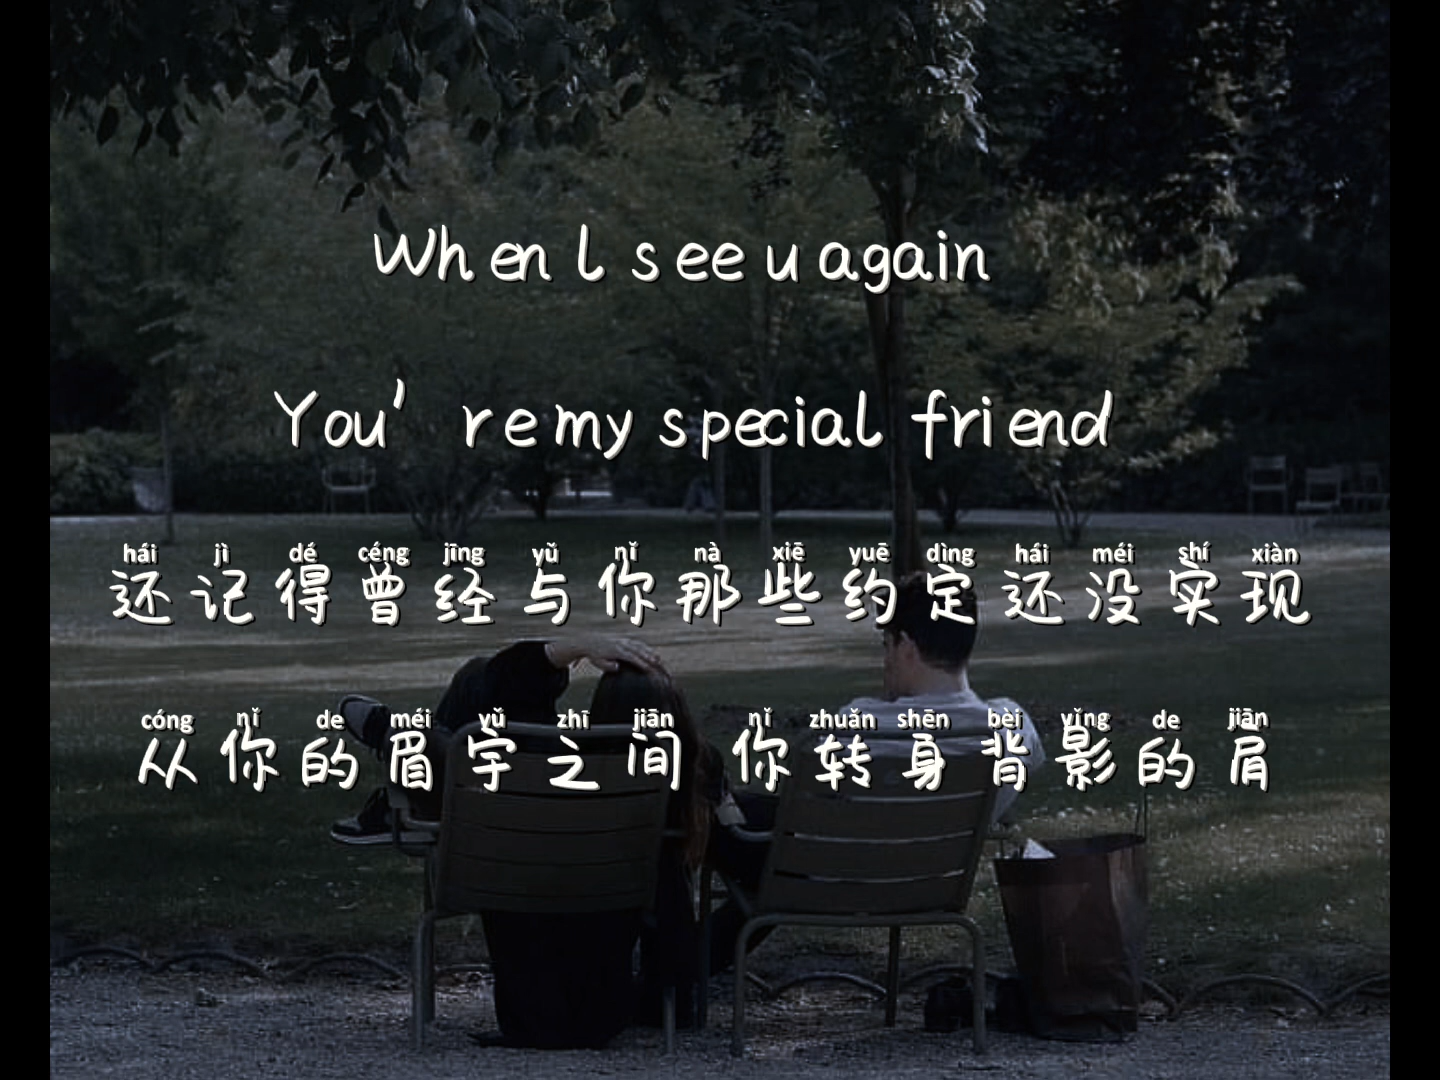 When I see u again
You're my special friend
hái jì dé céng jīng yǔ nǐ nà xiē yuē dìng hái méi shí xiàn
还记得曾经与你那些约定还没实现
cóng nǐ de méi yǔ zhī jiān nǐ zhuǎn shēn bèi yǐng de jiān
从你的眉宇之间 你转身背影的肩